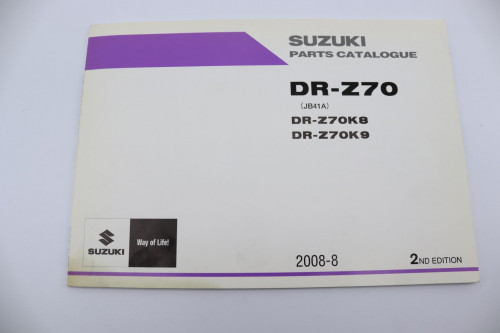 SUZUKI
PARTS CATALOGUE
DR-Z70
(JB41A)
DR-Z70K8
DR-Z70K9
SUZUKI
Way of Life!
2008-8
2ND EDITION